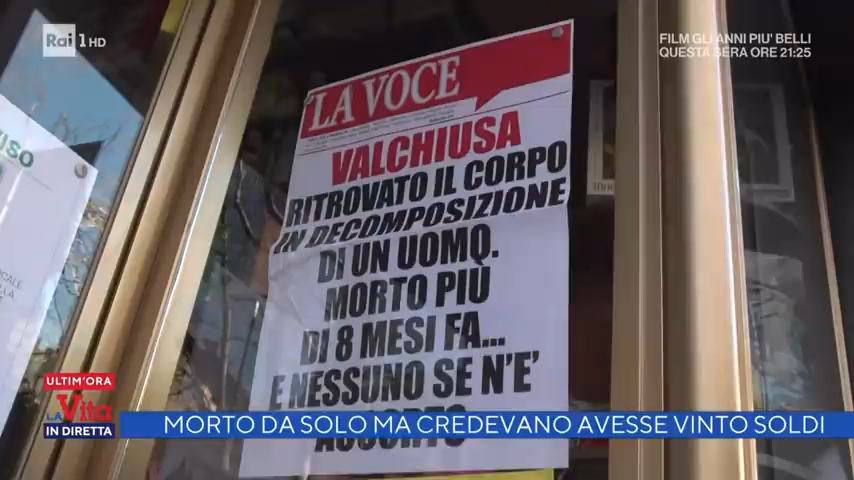 Rai 1 HD
FILM GLI ANNI PIU' BELLI
QUESTA SERA ORE 21:25
LA VOCE
VALCHIUSA
RITROVATO IL CORPO
IN DECOMPOSIZIONE
DI UN UOMO.
MORTO PIÙ
DI 8 MESI FA...
E NESSUNO SE N'E'
ULTIM'ORA
LA Vita
IN DIRETTA
MORTO DA SOLO MA CREDEVANO AVESSE VINTO SOLDI